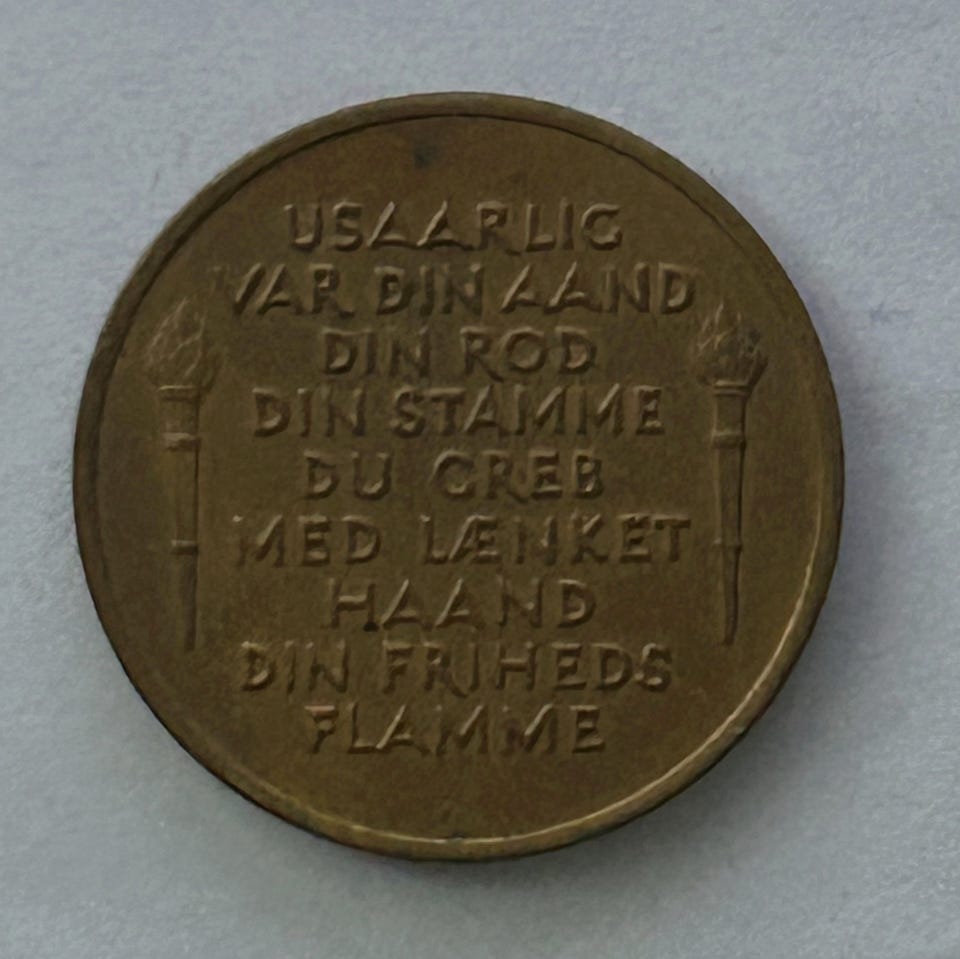 USAARLIG
VAR DIN AAND
DIN ROD
DIN STAMME
DU GREB
MED LÆNKET
HAAND
DIN FRIHEDS
FLAMME